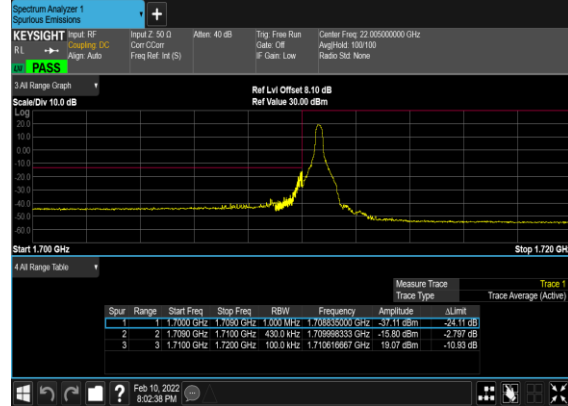 Spectrum Analyzer 1
Spurious Emissions
+
KEYSIGHT Input: RF Input Z: 50 Ω Atten: 40 dB Trig: Free Run Center Freq: 22.005000000 GHz
RL Coupling: DC Corr CCorr Gate: Off Avg|Hold: 100/100
Align: Auto Freq Ref: Int (S) IF Gain: Low Radio Std: None
PASS
3 All Range Graph Ref Lvl Offset 8.10 dB
Scale/Div 10.0 dB Ref Value 30.00 dBm
Log
20.0
10.0
0.00
-10.0
-20.0
-30.0
-40.0
-50.0
-60.0
Start 1.700 GHz Stop 1.720 GH
4 All Range Table
Measure Trace Trace 1
Trace Type Trace Average (Active)
Spur Range Start Freq Stop Freq RBW Frequency Amplitude ΔLimit
1 1 1.7000 GHz 1.7090 GHz 1.000 MHz 1.708835000 GHz -37.11 dBm -24.11 dB
2 2 1.7090 GHz 1.7100 GHz 430.0 kHz 1.709998333 GHz -15.80 dBm -2.797 dB
3 3 1.7100 GHz 1.7200 GHz 100.0 kHz 1.710616667 GHz 19.07 dBm -10.93 dB
? Feb 10, 2022
8:02:38 PM